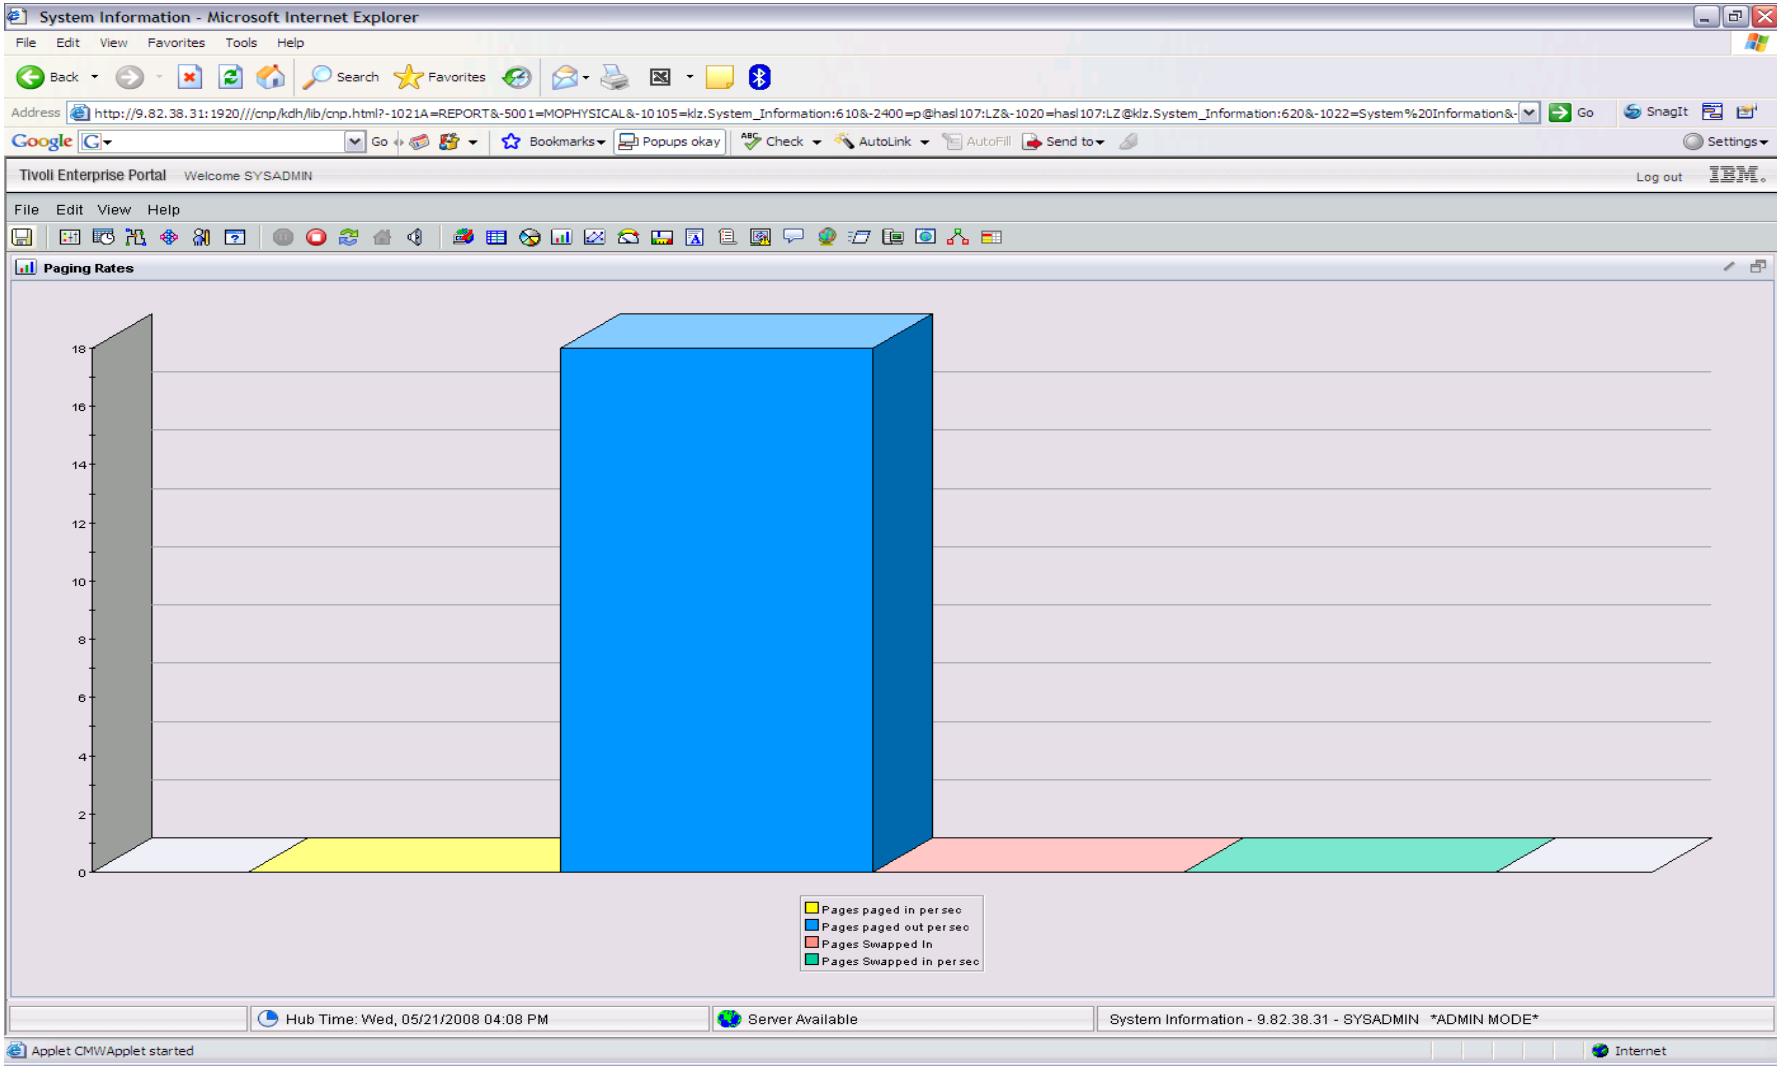 System Information - Microsoft Internet Explorer
File Edit View Favorites Tools Help
Back Search Favorites
Address http://9.82.38.31:1920///cnp/kdh/lib/cnp.html?-1021A=REPORT&-5001=MOPHYSICAL&-10105=klz.System_Information:610&-2400=p@hasl107:LZ&-1020=hasl107:LZ@klz.System_Information:620&-1022=System%20Information&- Go SnagIt
Google G Go Bookmarks Popups okay ABC Check AutoLink AutoFill Send to Settings
Tivoli Enterprise Portal Welcome SYSADMIN Log out IBM.
File Edit View Help
Paging Rates
18
16
14
12
10
8
6
4
2
0
Pages paged in per sec
Pages paged out per sec
Pages Swapped In
Pages Swapped in per sec
Hub Time: Wed, 05/21/2008 04:08 PM Server Available System Information - 9.82.38.31 - SYSADMIN *ADMIN MODE*
Applet CMWApplet started Internet